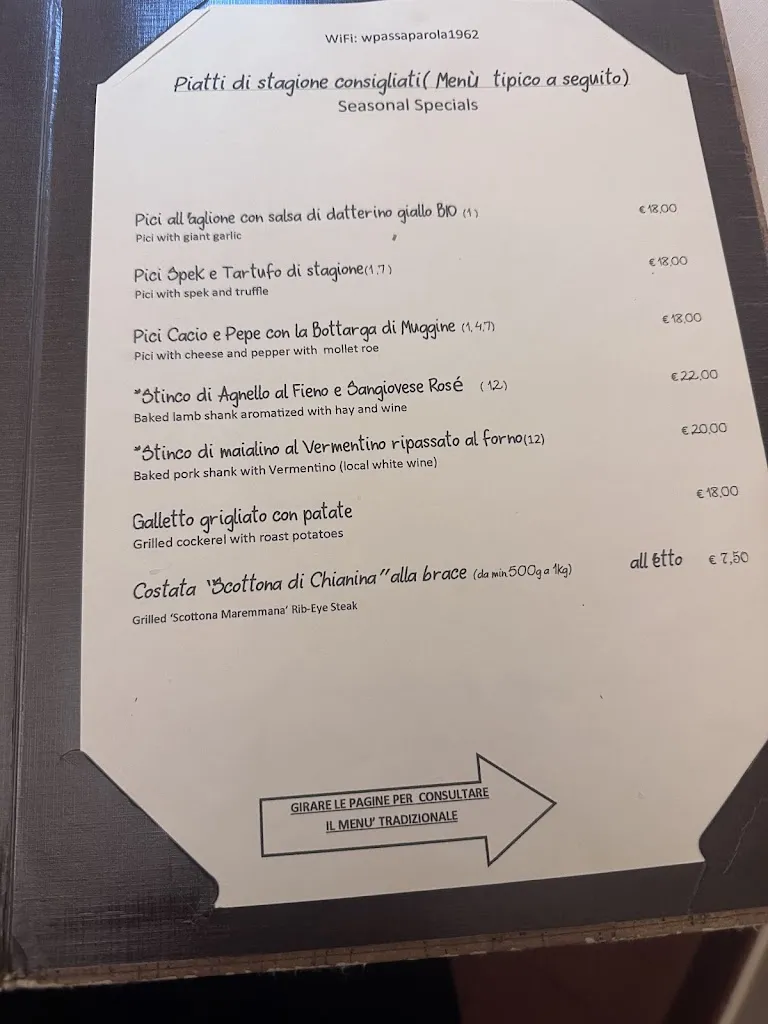 WiFi: wpassaparola1962
Piatti di stagione consigliati( Menù tipico a seguito)
Seasonal Specials
Pici all'aglione con salsa di datterino giallo BIO (1) € 18,00
Pici with giant garlic
Pici Spek e Tartufo di stagione(1,7) € 18,00
Pici with spek and truffle
Pici Cacio e Pepe con la Bottarga di Muggine (1,4,7) € 18,00
Pici with cheese and pepper with mollet roe
*Stinco di Agnello al Fieno e Sangiovese Rosé (12) € 22,00
Baked lamb shank aromatized with hay and wine
*Stinco di maialino al Vermentino ripassato al forno(12) € 20,00
Baked pork shank with Vermentino (local white wine)
Galletto grigliato con patate € 18,00
Grilled cockerel with roast potatoes
Costata "Scottona di Chianina" alla brace (da min 500g a 1kg) all'etto € 7,50
Grilled 'Scottona Maremmana' Rib-Eye Steak
GIRARE LE PAGINE PER CONSULTARE
IL MENU' TRADIZIONALE